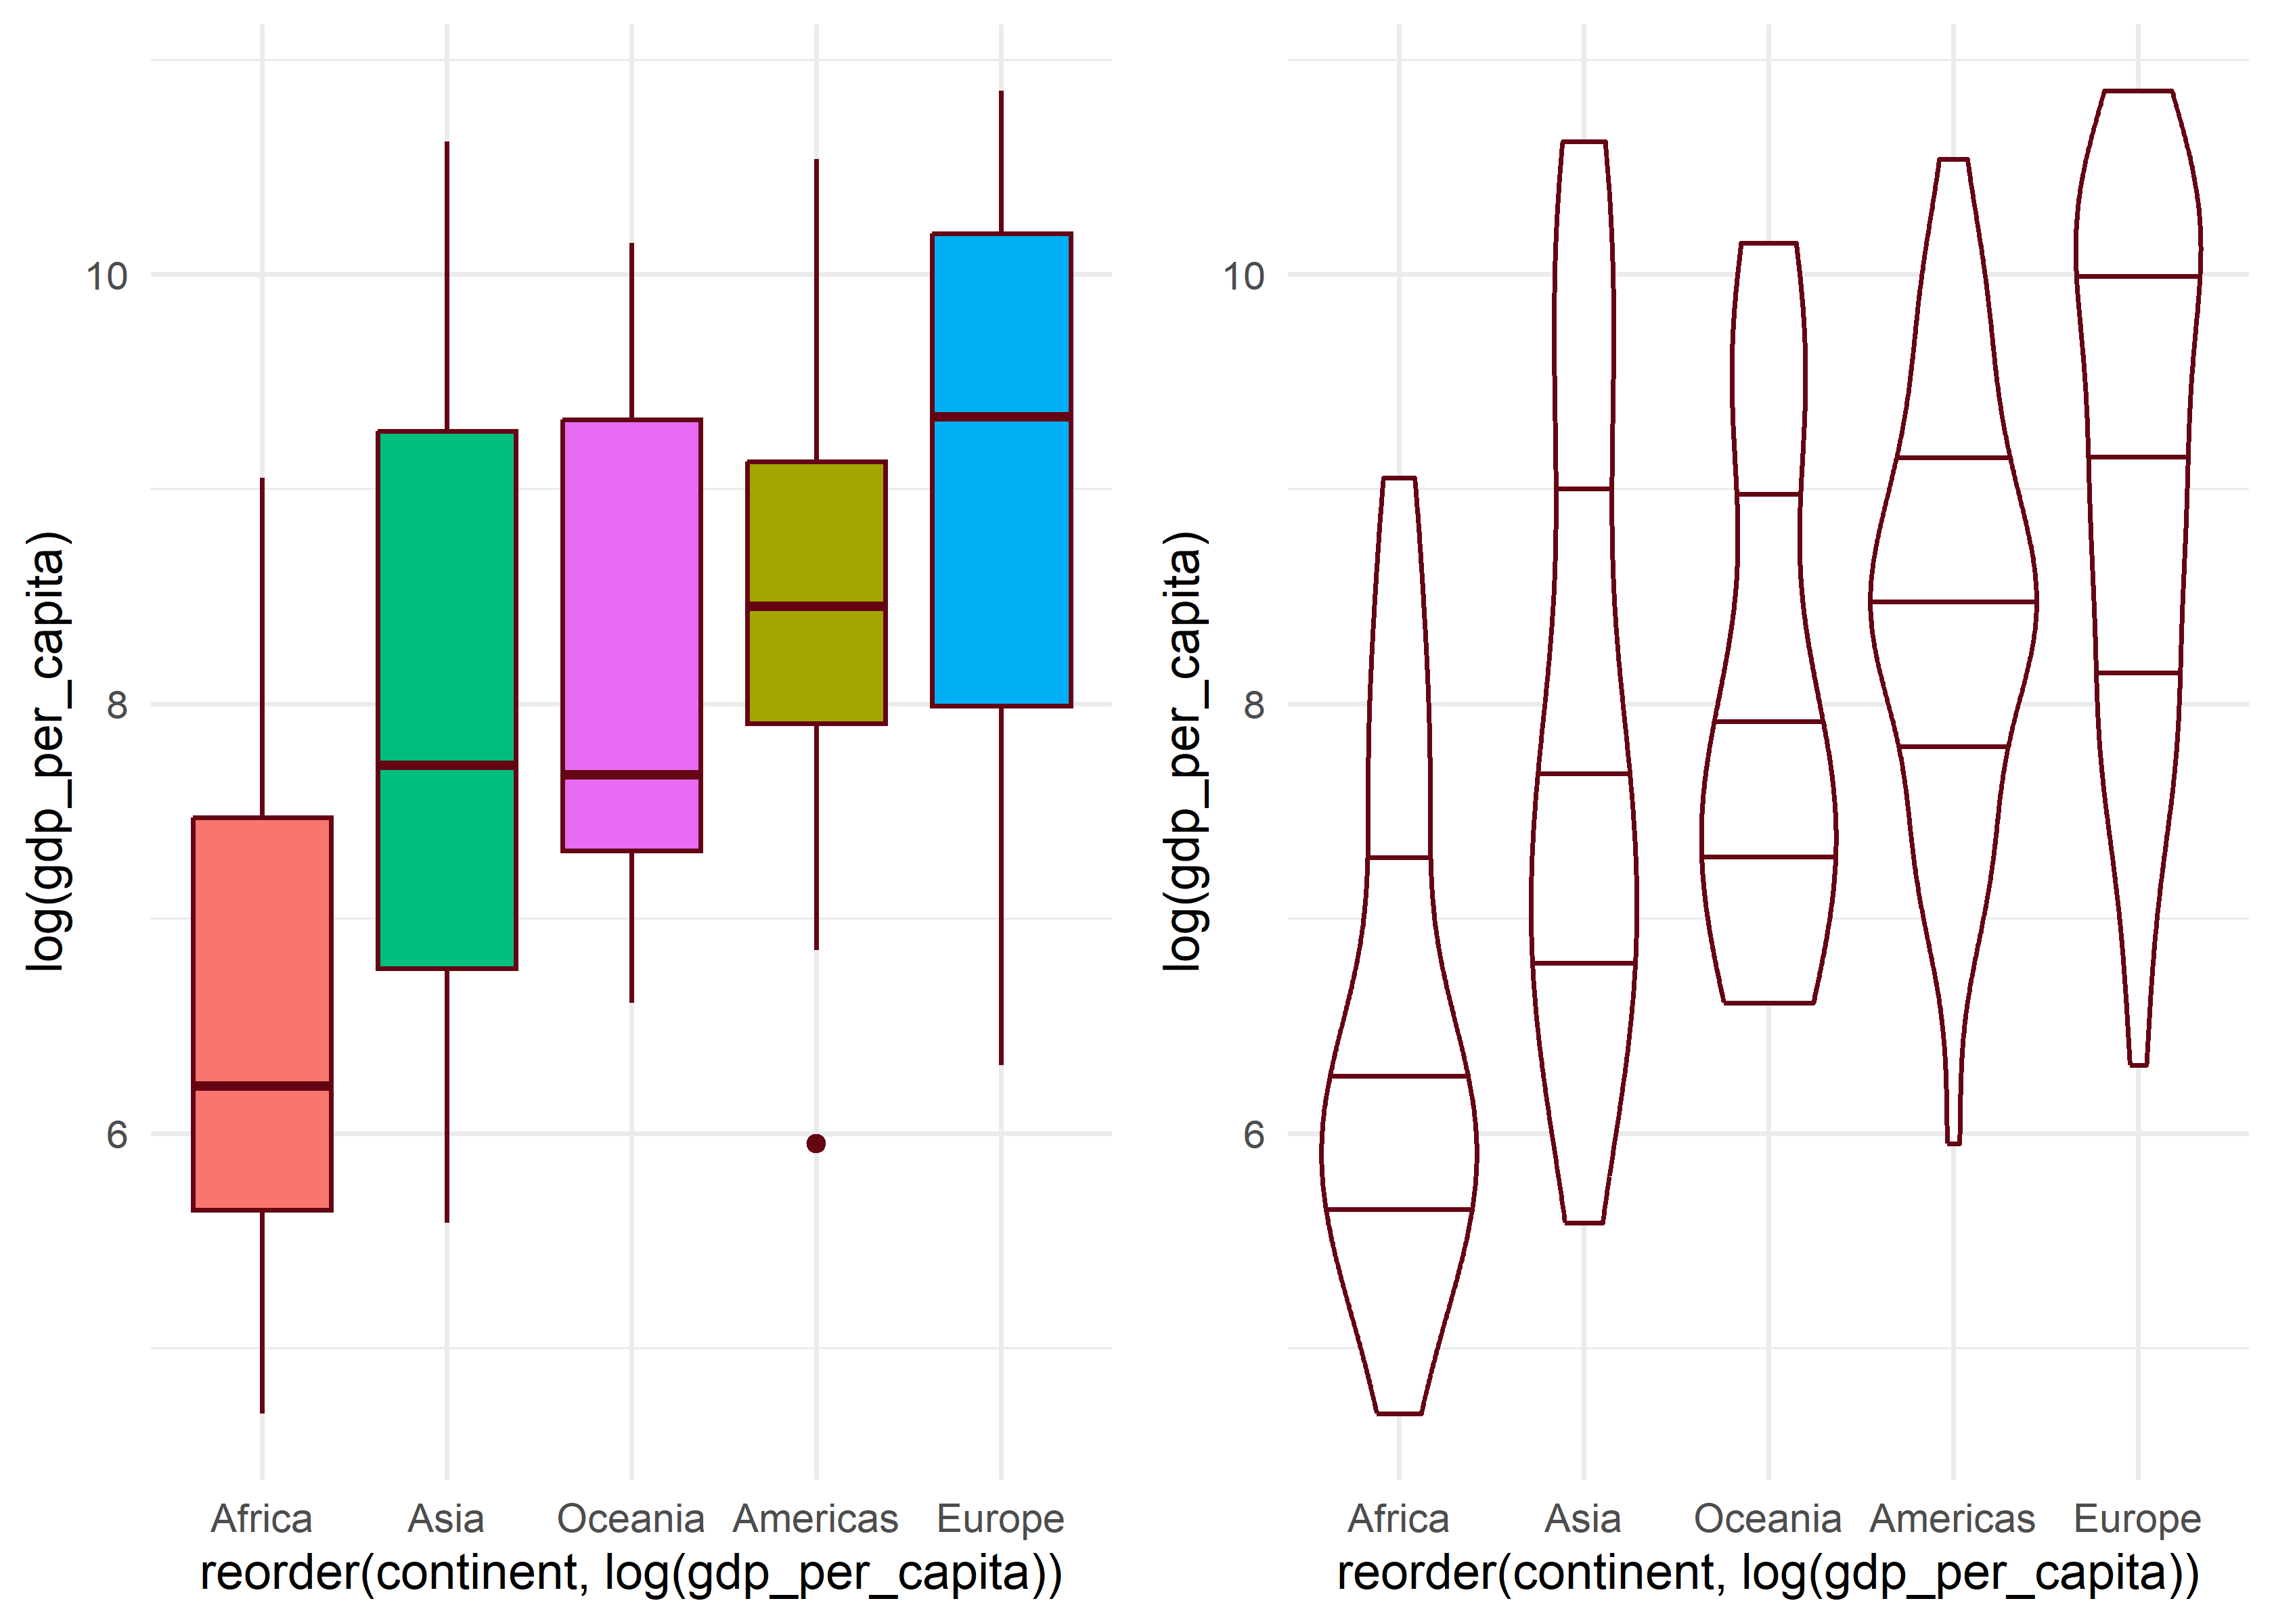 log(gdp_per_capita)
10
8
6
Africa Asia Oceania Americas Europe
reorder(continent, log(gdp_per_capita))
log(gdp_per_capita)
10
8
6
Africa Asia Oceania Americas Europe
reorder(continent, log(gdp_per_capita))